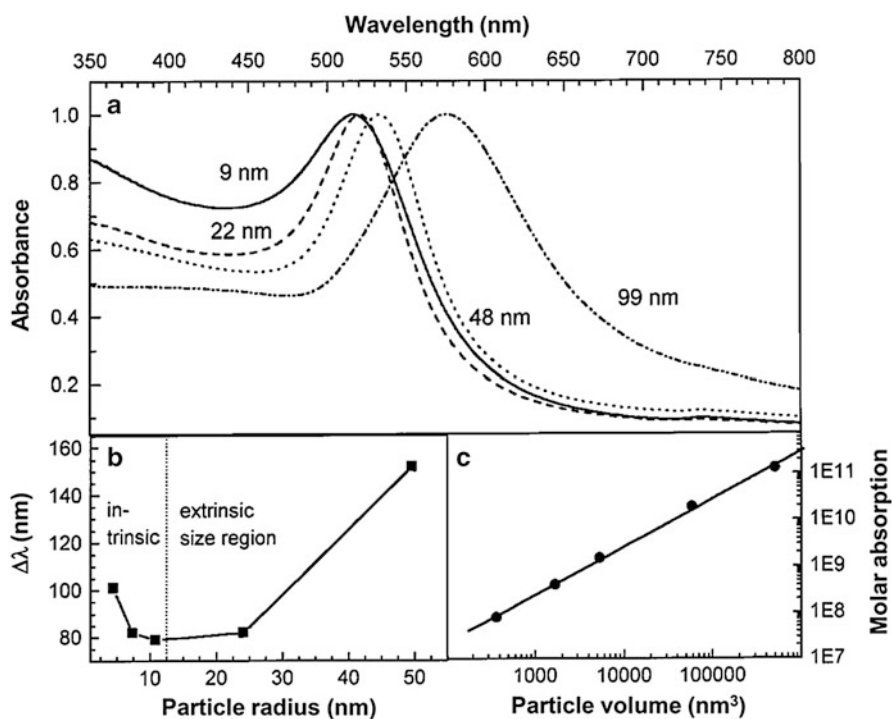 Wavelength (nm)
350 400 450 500 550 600 650 700 750 800
a
Absorbance
1.0
0.8
0.6
0.4
0.2
9 nm
22 nm
48 nm
99 nm
b
Δλ (nm)
160
140
120
100
80
in-
trinsic
extrinsic
size region
10 20 30 40 50
Particle radius (nm)
c
1E11
1E10
1E9
1E8
1E7
Molar absorption
1000 10000 100000
Particle volume (nm³)